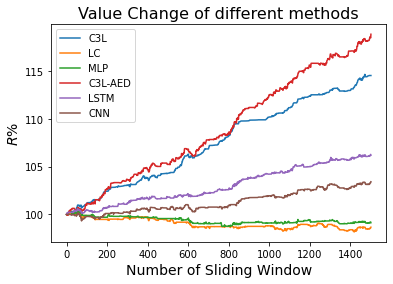 Value Change of different methods
C3L
LC
MLP
C3L-AED
LSTM
CNN
R%
115
110
105
100
0 200 400 600 800 1000 1200 1400
Number of Sliding Window